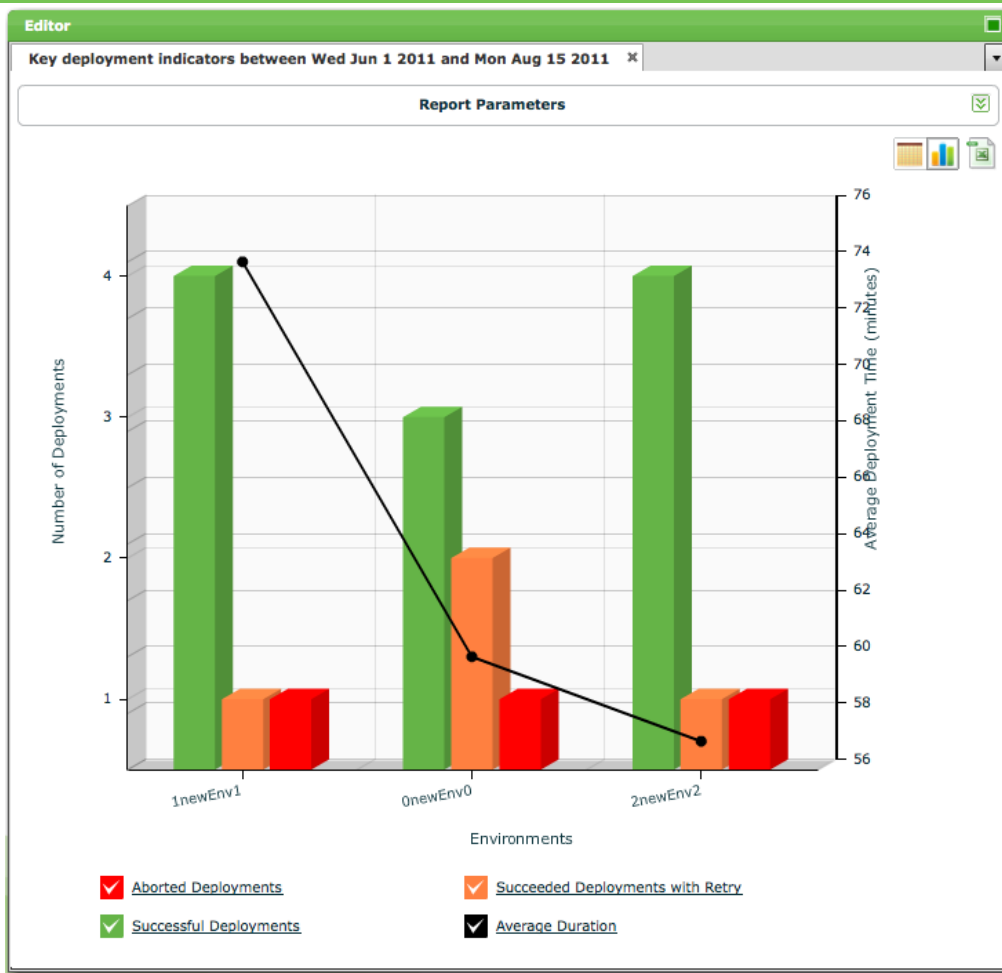 Editor
Key deployment indicators between Wed Jun 1 2011 and Mon Aug 15 2011
Report Parameters
76
74
72
70
68
66
64
62
60
58
56
4
3
2
1
Number of Deployments
Average Deployment Time (minutes)
1newEnv1
0newEnv0
2newEnv2
Environments
Aborted Deployments
Succeeded Deployments with Retry
Successful Deployments
Average Duration